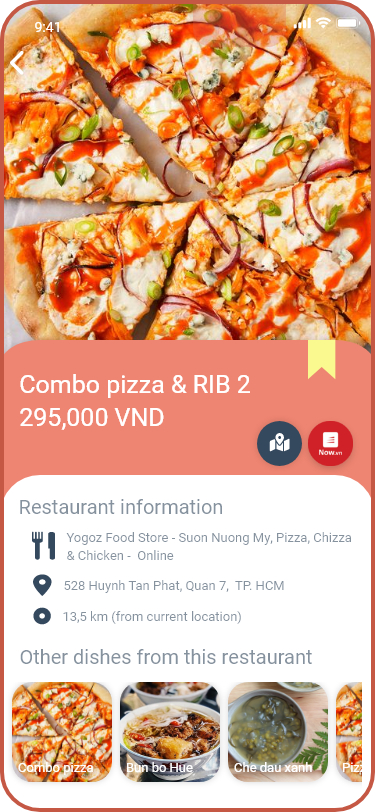 9:41
Combo pizza & RIB 2
295,000 VND
Now.vn
Restaurant information
Yogoz Food Store - Suon Nuong My, Pizza, Chizza
& Chicken - Online
528 Huynh Tan Phat, Quan 7, TP. HCM
13,5 km (from current location)
Other dishes from this restaurant
Combo pizza
Bun bo Hue
Che dau xanh